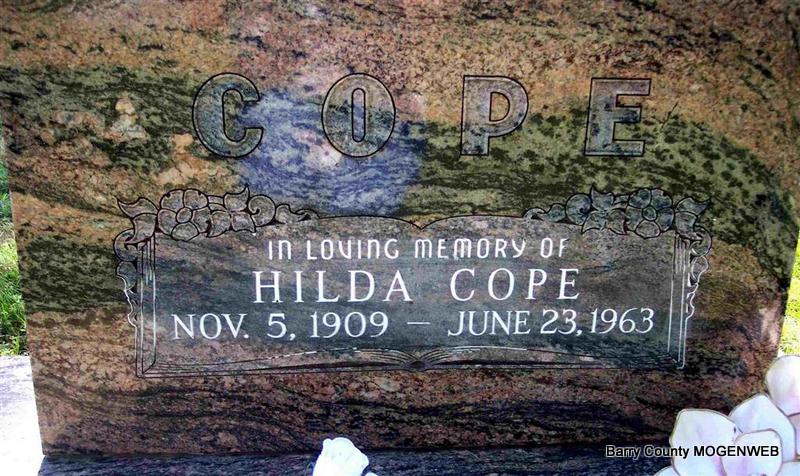 COPE
IN LOVING MEMORY OF
HILDA COPE
NOV. 5, 1909 — JUNE 23, 1963
Barry County MOGENWEB